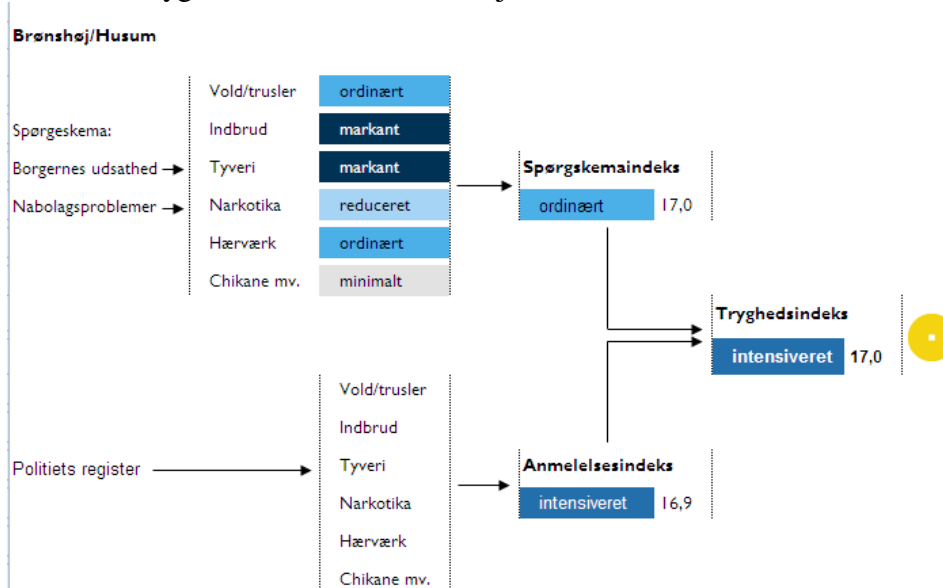 Brønshøj/Husum
Vold/trusler ordinært
Spørgeskema: Indbrud markant
Borgernes udsathed Tyveri markant
Spørgskemaindeks
Nabolagsproblemer Narkotika reduceret
ordinært 17,0
Hærværk ordinært
Chikane mv. minimalt
Tryghedsindeks
intensiveret 17,0
Vold/trusler
Indbrud
Politiets register Tyveri
Anmelelsesindeks
Narkotika intensiveret 16,9
Hærværk
Chikane mv.